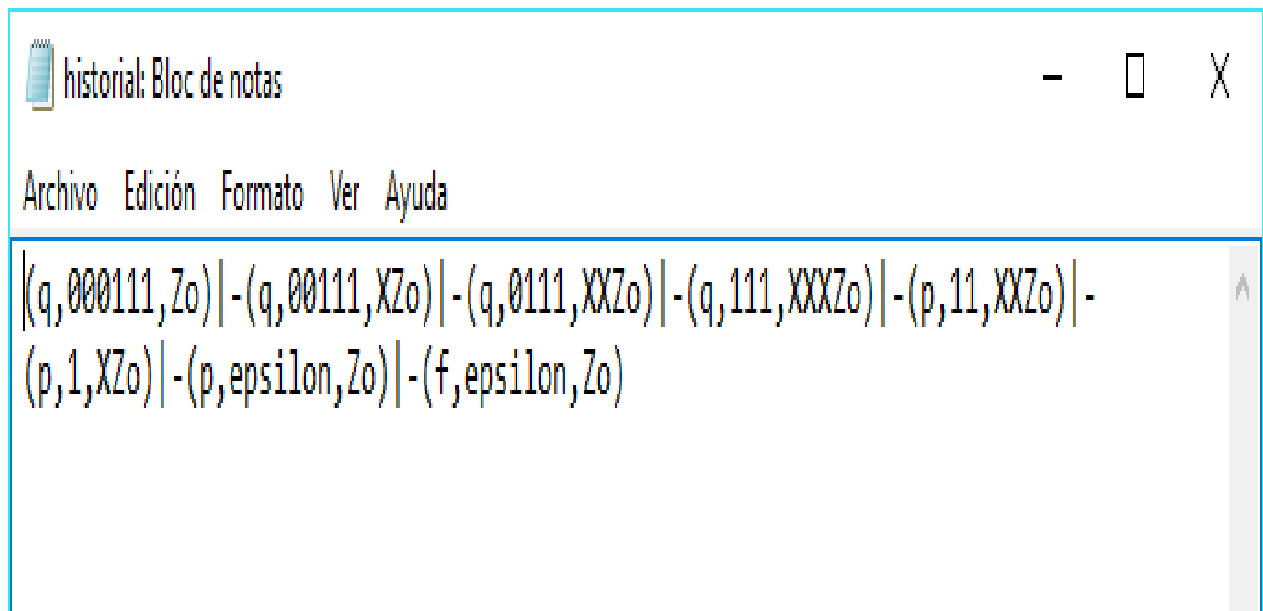 historial: Bloc de notas
Archivo Edición Formato Ver Ayuda
(q,000111,Zo)|-(q,00111,XZo)|-(q,0111,XXZo)|-(q,111,XXXZo)|-(p,11,XXZo)|-
(p,1,XZo)|-(p,epsilon,Zo)|-(f,epsilon,Zo)